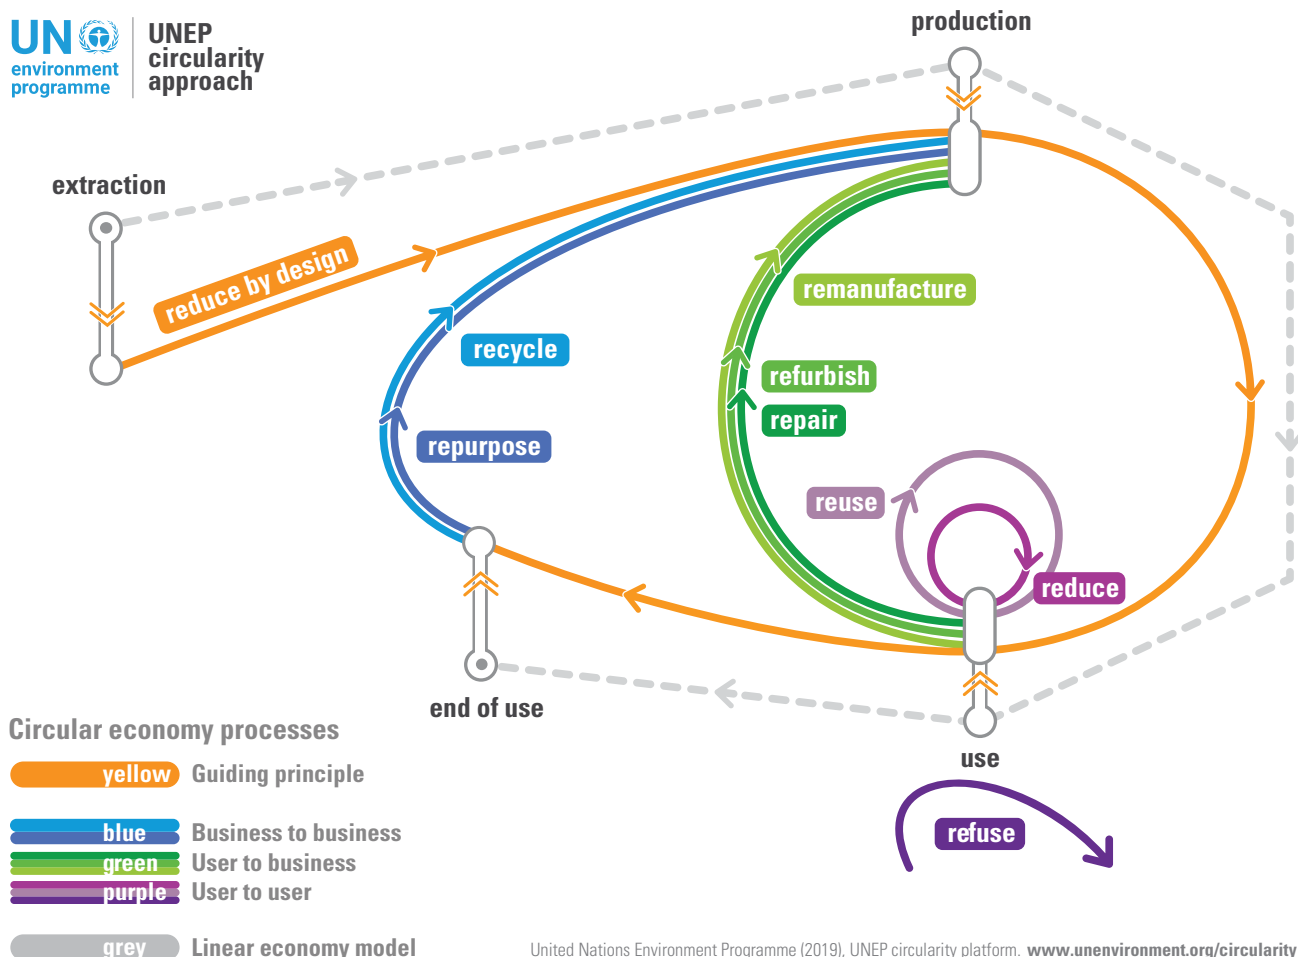 UN
environment
programme
UNEP
circularity
approach
production
extraction
reduce by design
remanufacture
recycle
refurbish
repair
repurpose
reuse
reduce
end of use
use
refuse
Circular economy processes
yellow Guiding principle
blue Business to business
green User to business
purple User to user
grey Linear economy model
United Nations Environment Programme (2019), UNEP circularity platform. www.unenvironment.org/circularity